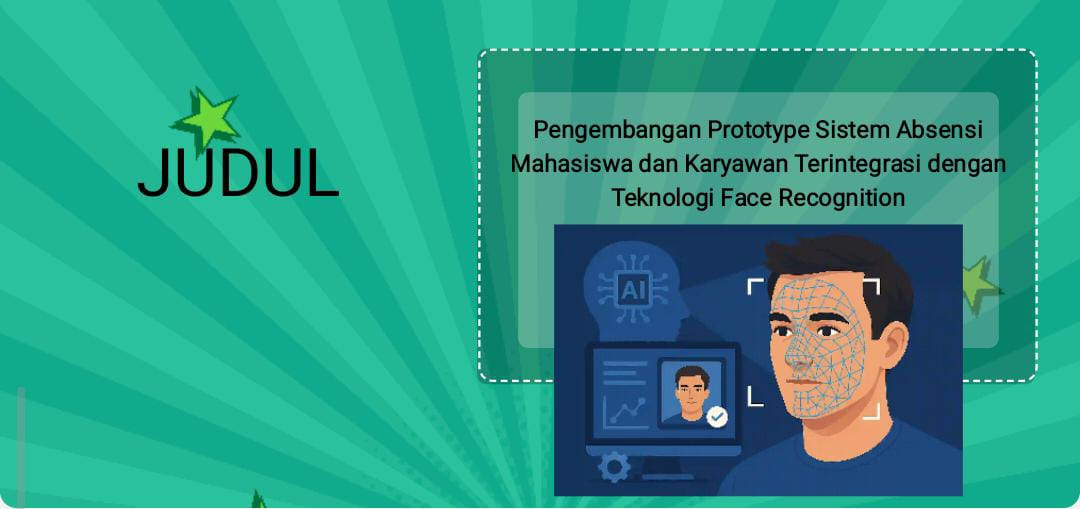 JUDUL
Pengembangan Prototype Sistem Absensi
Mahasiswa dan Karyawan Terintegrasi dengan
Teknologi Face Recognition
AI